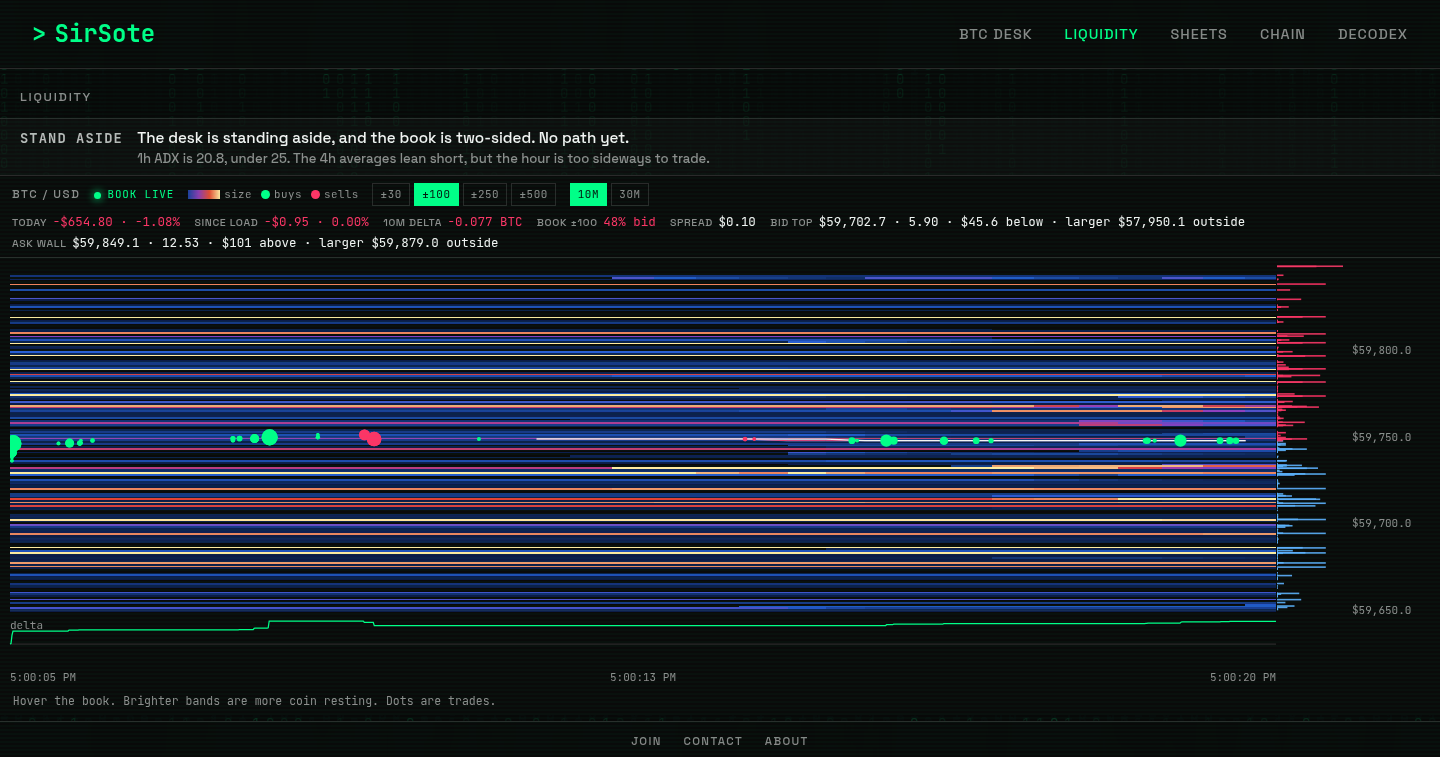 > SirSote
BTC DESK LIQUIDITY SHEETS CHAIN DECODEX
LIQUIDITY
STAND ASIDE The desk is standing aside, and the book is two-sided. No path yet.
1h ADX is 20.8, under 25. The 4h averages lean short, but the hour is too sideways to trade.
BTC / USD BOOK LIVE size buys sells ±30 ±100 ±250 ±500 10M 30M
TODAY -$654.80 · -1.08% SINCE LOAD -$0.95 · 0.00% 10M DELTA -0.077 BTC BOOK ±100 48% bid SPREAD $0.10 BID TOP $59,702.7 · 5.90 · $45.6 below · larger $57,950.1 outside
ASK WALL $59,849.1 · 12.53 · $101 above · larger $59,879.0 outside
$59,800.0
$59,750.0
$59,700.0
$59,650.0
delta
5:00:05 PM 5:00:13 PM 5:00:20 PM
Hover the book. Brighter bands are more coin resting. Dots are trades.
JOIN CONTACT ABOUT